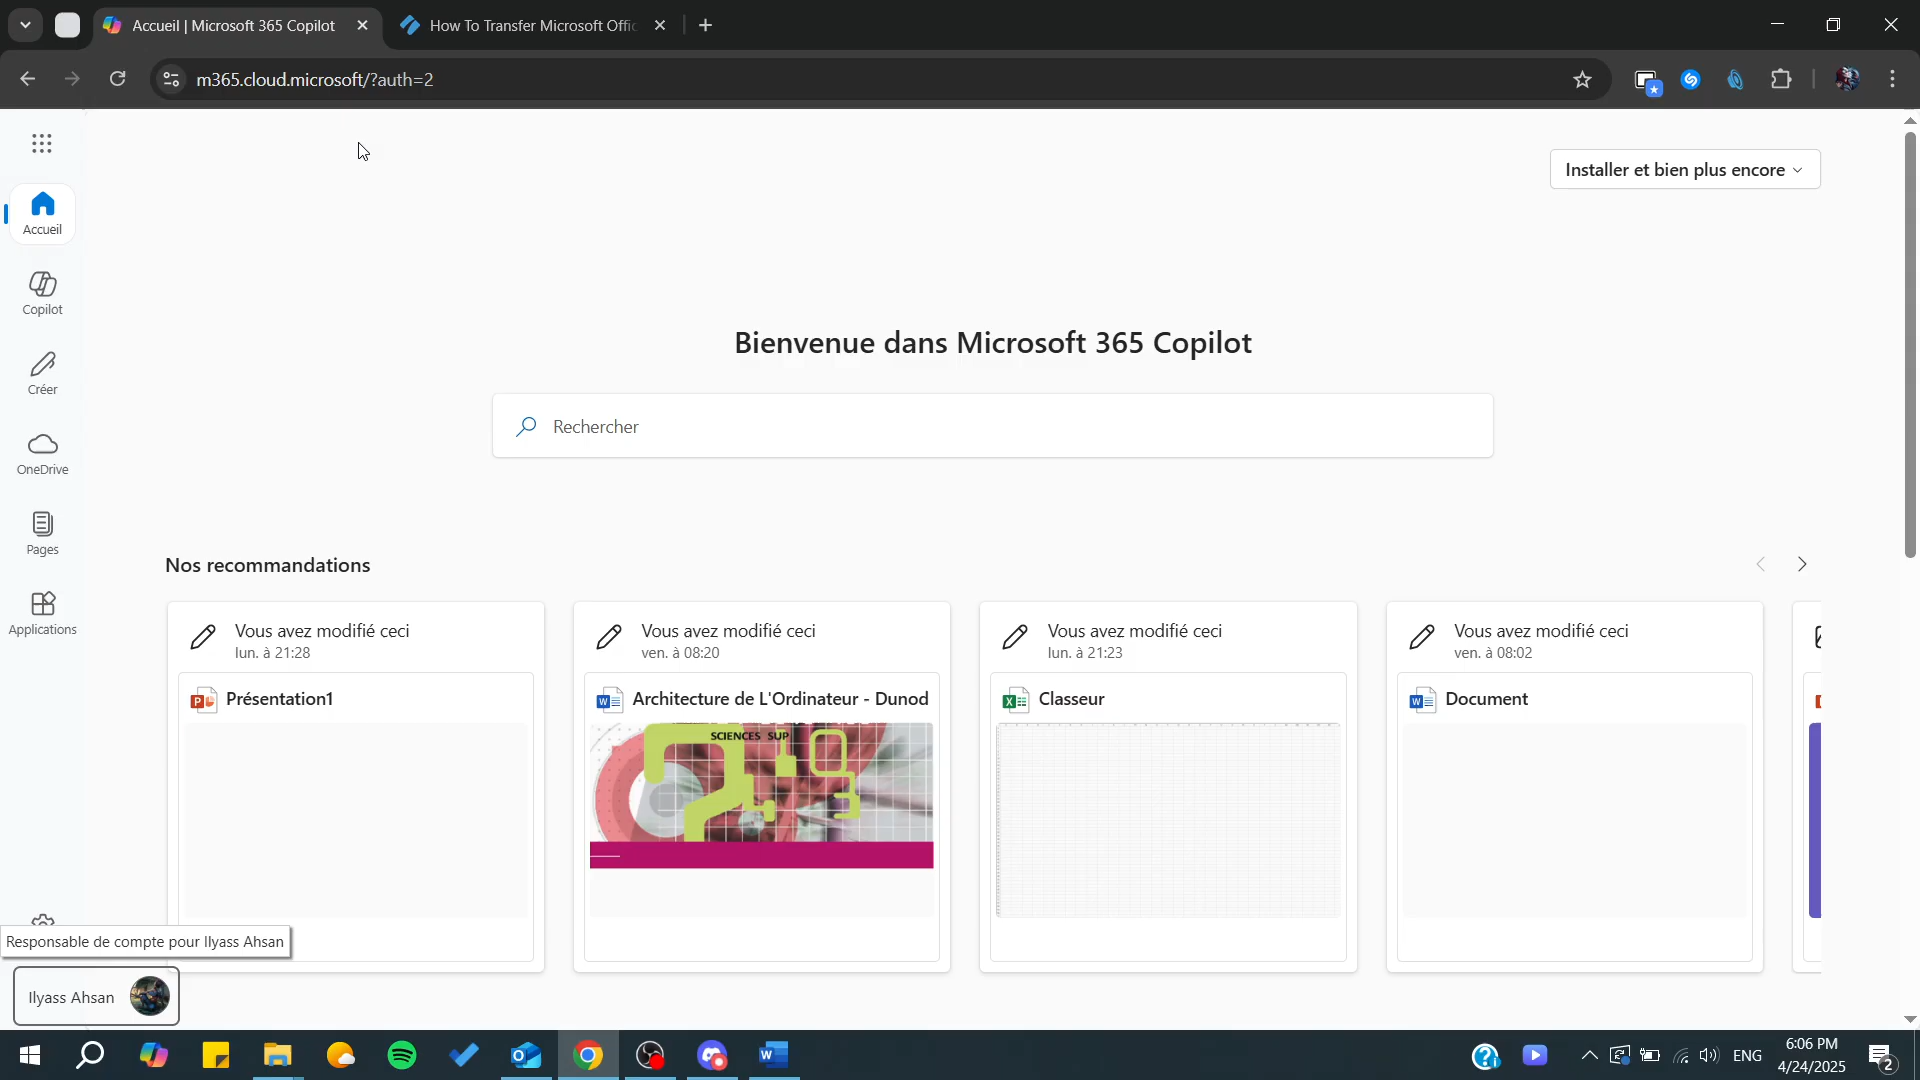 Accueil | Microsoft 365 Copilot
How To Transfer Microsoft Offic
m365.cloud.microsoft/?auth=2
Installer et bien plus encore
Accueil
Copilot
Créer
OneDrive
Pages
Applications
Bienvenue dans Microsoft 365 Copilot
Rechercher
Nos recommandations
Vous avez modifié ceci
lun. à 21:28
Présentation1
Vous avez modifié ceci
ven. à 08:20
Architecture de L'Ordinateur - Dunod
SCIENCES SUP
Vous avez modifié ceci
lun. à 21:23
Classeur
Vous avez modifié ceci
ven. à 08:02
Document
Responsable de compte pour Ilyass Ahsan
Ilyass Ahsan
ENG
6:06 PM
4/24/2025
2